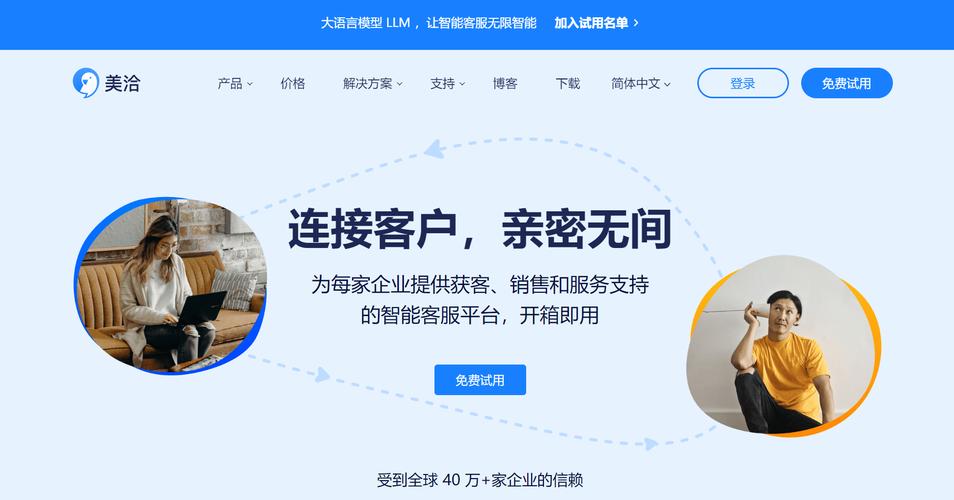 大语言模型 LLM ，让智能客服无限智能 加入试用名单
美洽 产品 价格 解决方案 支持 博客 下载 简体中文 登录 免费试用
连接客户，亲密无间
为每家企业提供获客、销售和服务支持
的智能客服平台，开箱即用
免费试用
受到全球 40 万+家企业的信赖